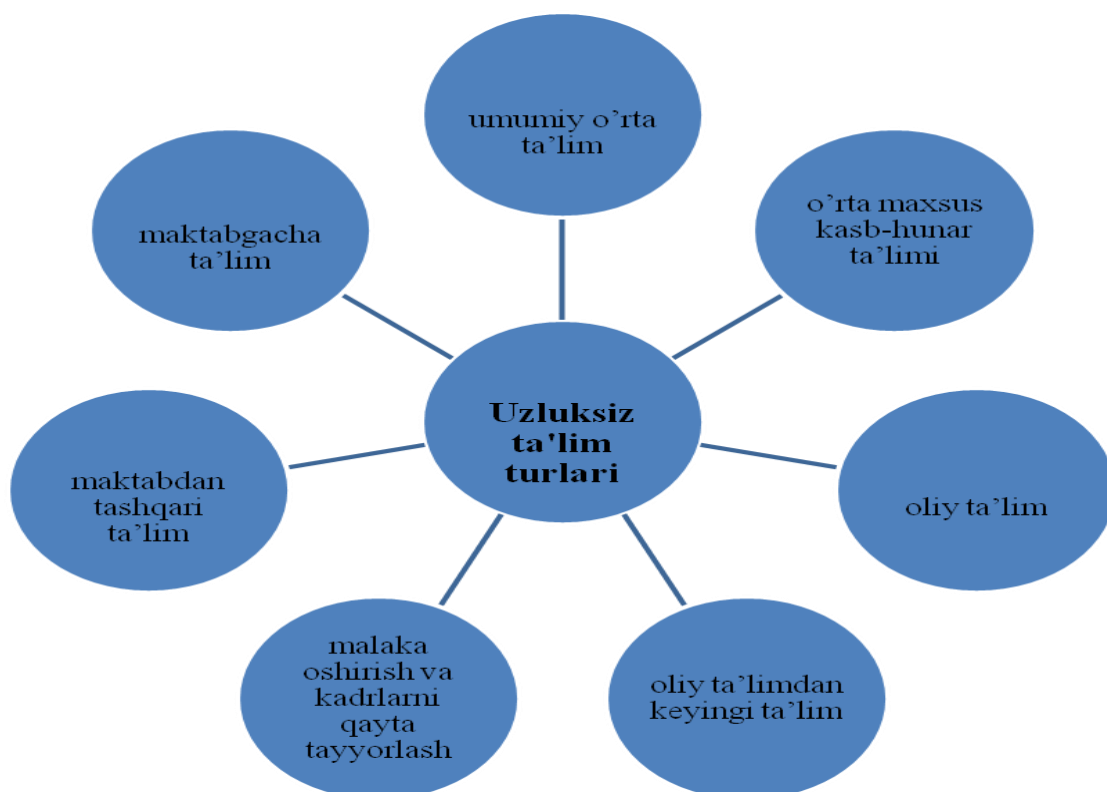 umumiy o’rta
ta’lim
o’rta maxsus
kasb-hunar
ta’limi
maktabgacha
ta’lim
Uzluksiz
ta'lim
turlari
maktabdan
tashqari
ta’lim
oliy ta’lim
malaka
oshirish va
kadrlarni
qayta
tayyorlash
oliy ta’limdan
keyingi ta’lim